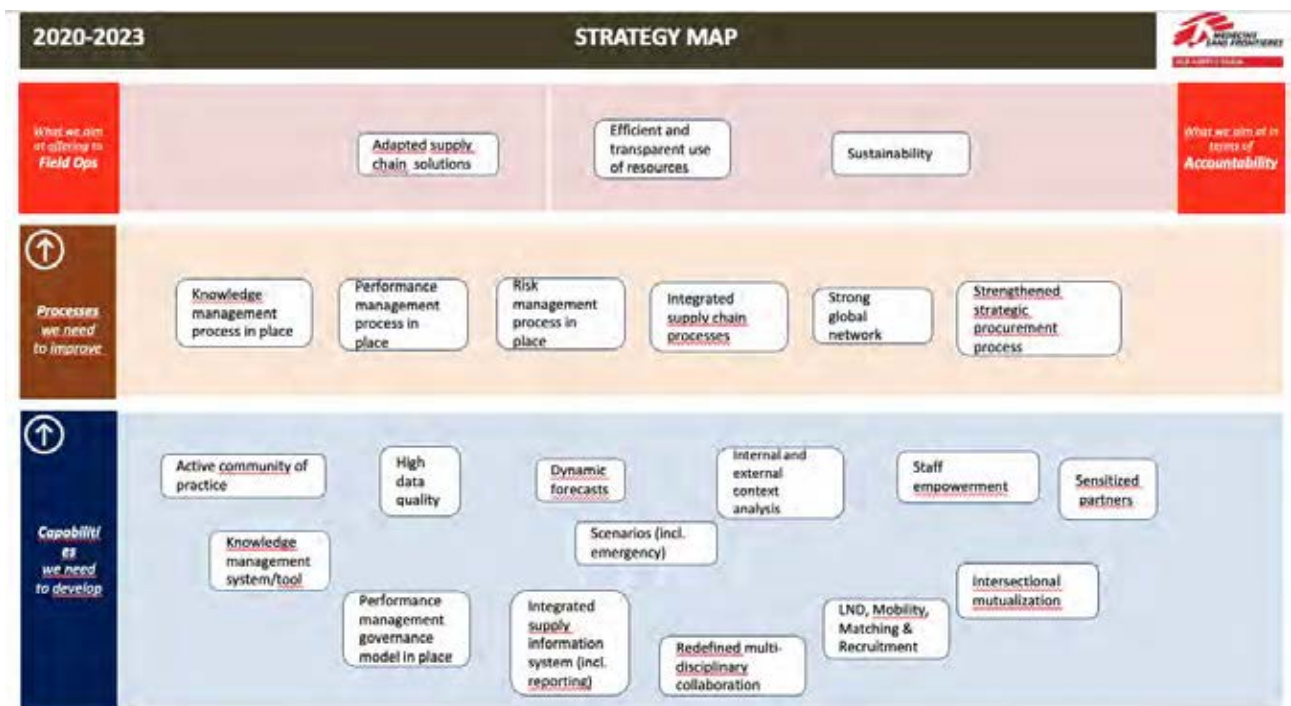 2020-2023
STRATEGY MAP
MEDECINS
SANS FRONTIERES
What we aim
at offering to
Field Ops
Adapted supply
chain solutions
Efficient and
transparent use
of resources
Sustainability
What we aim at in
terms of
Accountability
Processes
we need
to improve
Knowledge
management
process in place
Performance
management
process in
place
Risk
management
process in
place
Integrated
supply chain
processes
Strong
global
network
Strengthened
strategic
procurement
process
Capabiliti
es
we need
to develop
Active community of
practice
High
data
quality
Dynamic
forecasts
Internal and
external
context
analysis
Staff
empowerment
Sensitized
partners
Scenarios (incl.
emergency)
Knowledge
management
system/tool
Intersectional
mutualization
Performance
management
governance
model in place
Integrated
supply
information
system (incl.
reporting)
LND, Mobility,
Matching &
Recruitment
Redefined multi-
disciplinary
collaboration